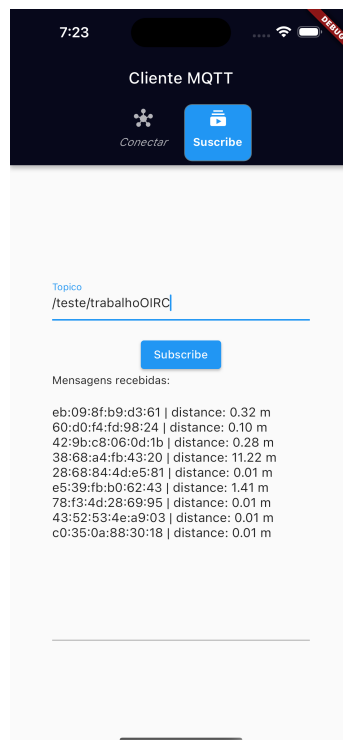 7:23
DEBUG
Cliente MQTT
Conectar
Suscribe
Topico
/teste/trabalhoOIRC
Subscribe
Mensagens recebidas:
eb:09:8f:b9:d3:61 | distance: 0.32 m
60:d0:f4:fd:98:24 | distance: 0.10 m
42:9b:c8:06:0d:1b | distance: 0.28 m
38:68:a4:fb:43:20 | distance: 11.22 m
28:68:84:4d:e5:81 | distance: 0.01 m
e5:39:fb:b0:62:43 | distance: 1.41 m
78:f3:4d:28:69:95 | distance: 0.01 m
43:52:53:4e:a9:03 | distance: 0.01 m
c0:35:0a:88:30:18 | distance: 0.01 m